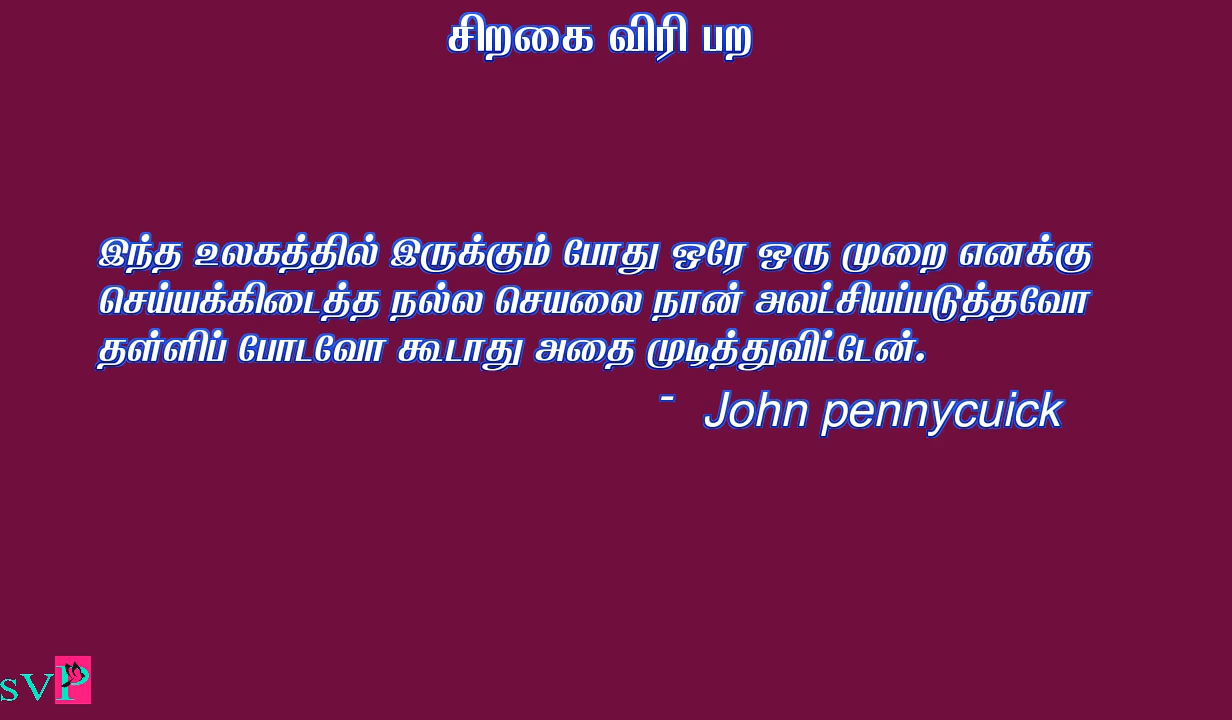 சிறகை விரி பற
இந்த உலகத்தில் இருக்கும் போது ஒரே ஒரு முறை எனக்கு
செய்யக்கிடைத்த நல்ல செயலை நான் அலட்சியப்படுத்தவோ
தள்ளிப் போடவோ கூடாது அதை முடித்துவிட்டேன்.
- John pennycuick
SVP